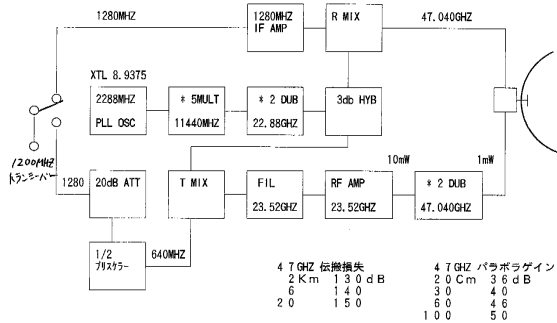 1280MHZ
1280MHZ
IF AMP
R MIX
47.040GHZ
XTL 8.9375
2288MHZ
PLL OSC
* 5MULT
11440MHZ
* 2 DUB
22.88GHZ
3db HYB
1200MHZ
トランシーバー
1280
20dB ATT
T MIX
FIL
23.52GHZ
RF AMP
23.52GHZ
10mW
* 2 DUB
47.040GHZ
1mW
1/2
プリスケラー
640MHZ
47GHZ 伝搬損失
2Km 130dB
6 140
20 150
47GHZ パラボラゲイン
20Cm 36dB
30 40
60 46
100 50